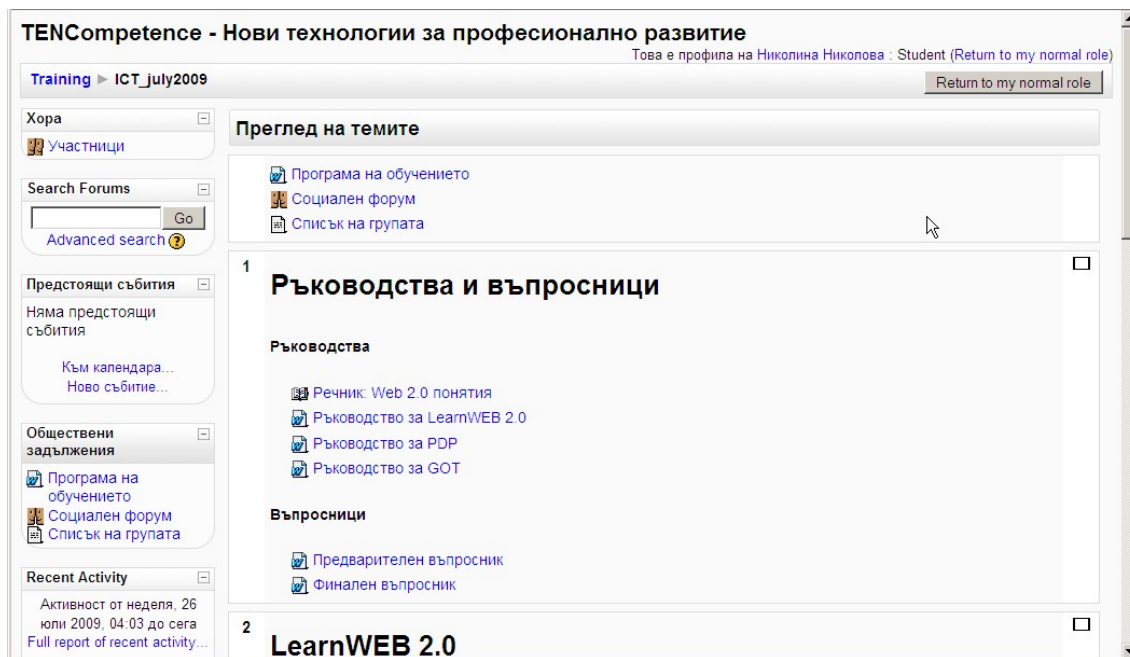 TENCompetence - Нови технологии за професионално развитие
Това е профила на Николина Николова : Student (Return to my normal role)
Training ► ICT_july2009
Return to my normal role
Хора
Участници
Search Forums
Go
Advanced search ?
Предстоящи събития
Няма предстоящи
събития
Към календара...
Ново събитие...
Обществени
задължения
Програма на
обучението
Социален форум
Списък на групата
Recent Activity
Активност от неделя, 26
юли 2009, 04:03 до сега
Full report of recent activity...
Преглед на темите
Програма на обучението
Социален форум
Списък на групата
1
Ръководства и въпросници
Ръководства
Речник: Web 2.0 понятия
Ръководство за LearnWEB 2.0
Ръководство за PDP
Ръководство за GOT
Въпросници
Предварителен въпросник
Финален въпросник
2
LearnWEB 2.0